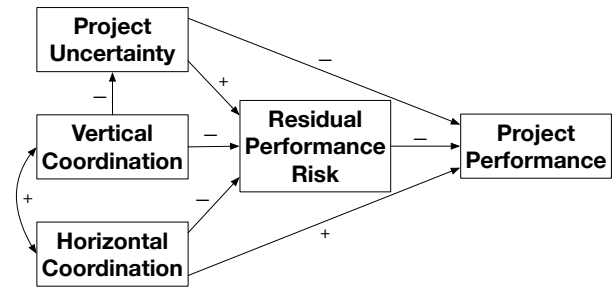 Project
Uncertainty
−
+
−
Vertical
Coordination
−
Residual
Performance
Risk
−
Project
Performance
+
−
Horizontal
Coordination
+